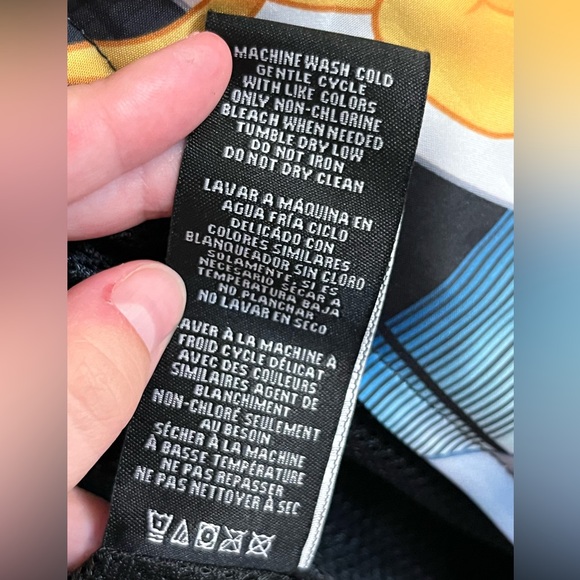 MACHINE WASH COLD
GENTLE CYCLE
WITH LIKE COLORS
ONLY NON-CHLORINE
BLEACH WHEN NEEDED
TUMBLE DRY LOW
DO NOT IRON
DO NOT DRY CLEAN
LAVAR A MÁQUINA EN
AGUA FRÍA CICLO
DELICADO CON
COLORES SIMILARES
BLANQUEADOR SIN CLORO
SOLAMENTE, SI ES
NECESARIO SECAR A
TEMPERATURA BAJA
NO PLANCHAR
NO LAVAR EN SECO
LAVER À LA MACHINE À
FROID CYCLE DÉLICAT
AVEC DES COULEURS
SIMILAIRES AGENT DE
BLANCHIMENT
NON-CHLORÉ SEULEMENT
AU BESOIN
SÉCHER À LA MACHINE
À BASSE TEMPÉRATURE
NE PAS REPASSER
NE PAS NETTOYER À SEC